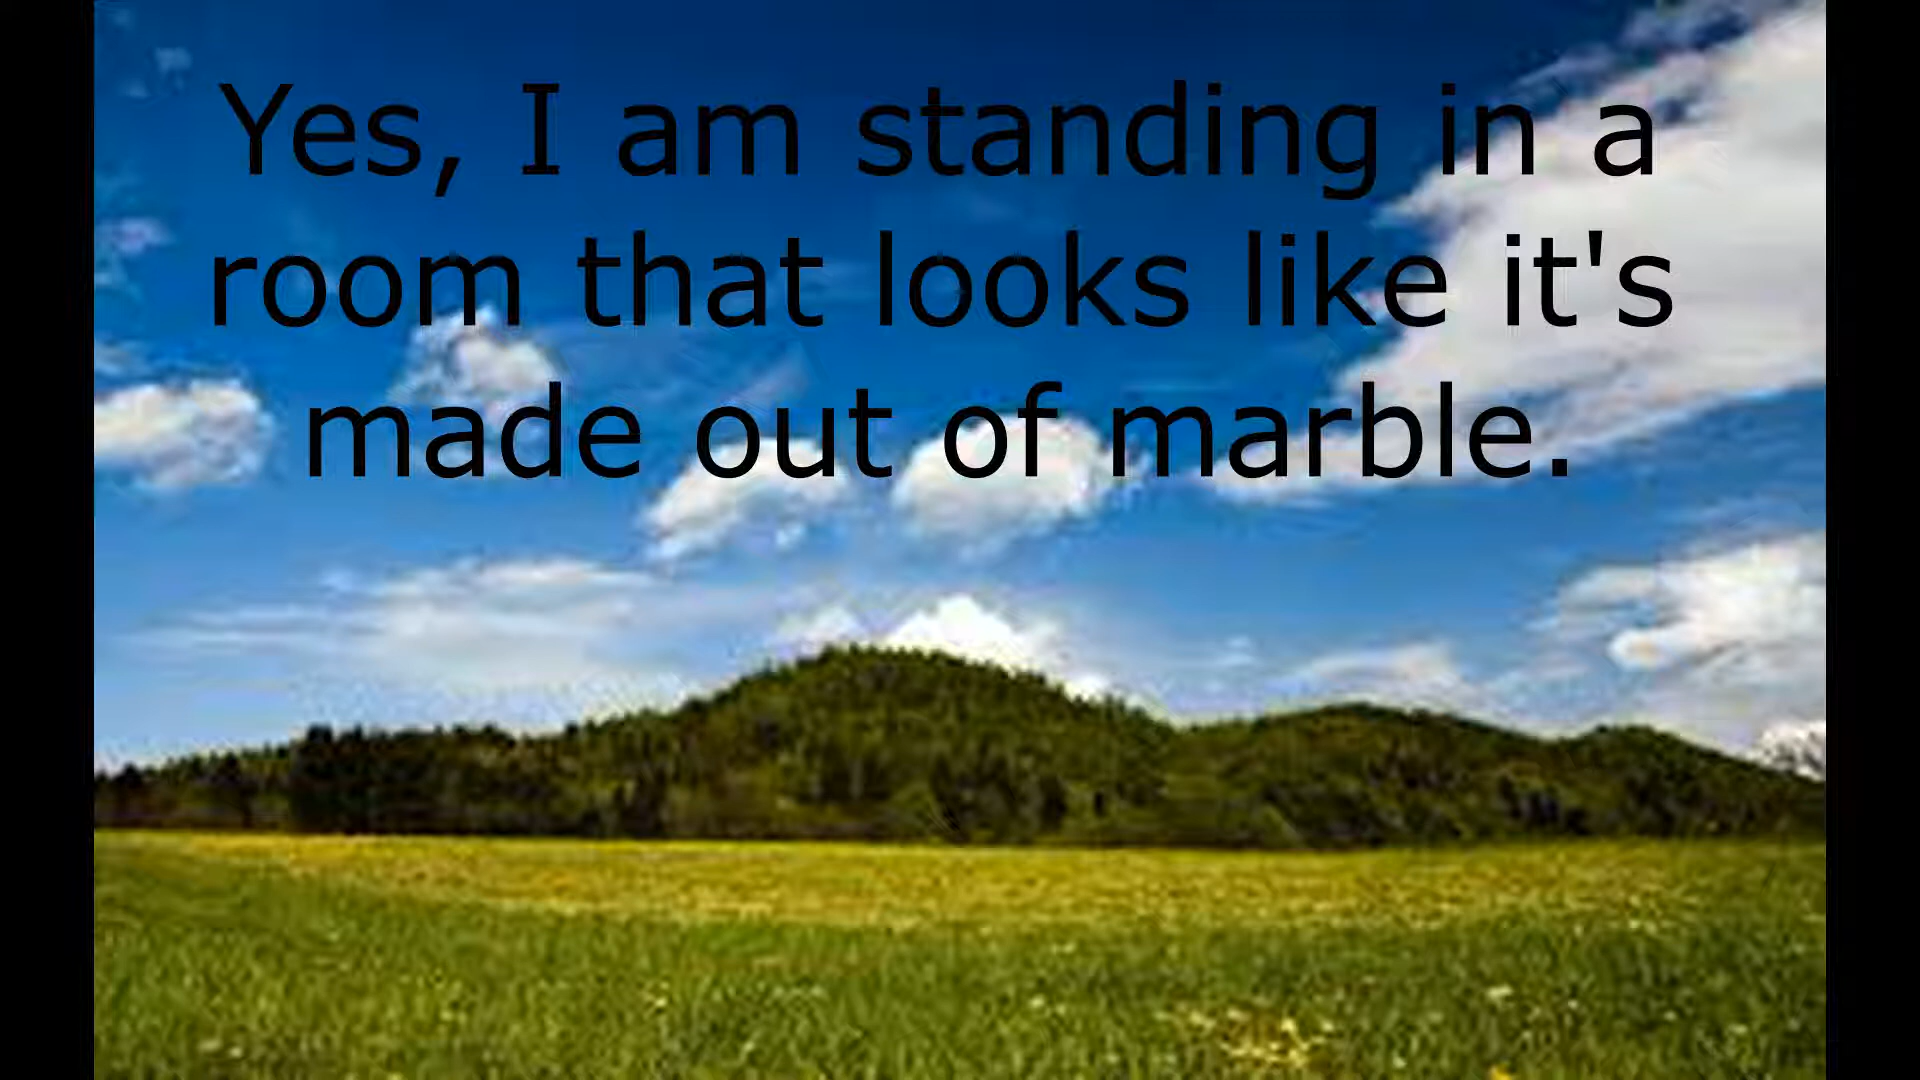 Yes, I am standing in a
room that looks like it's
made out of marble.